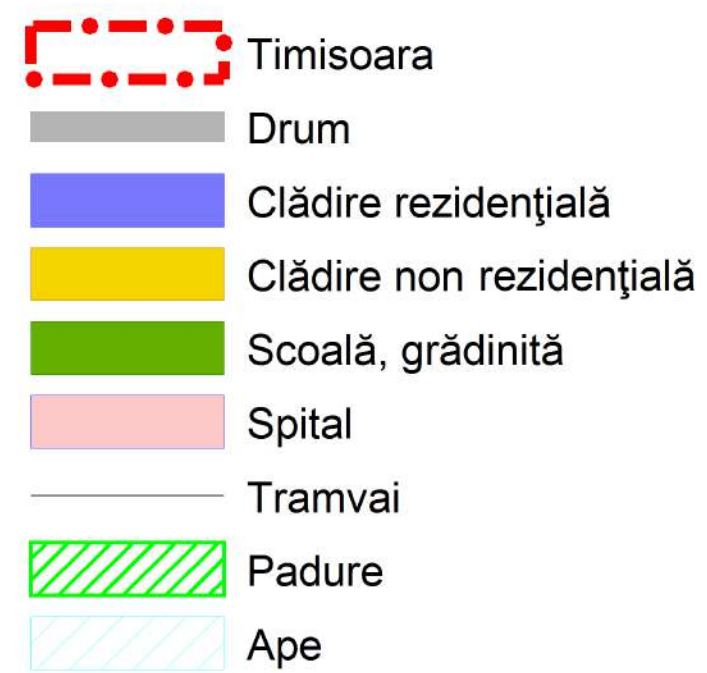 Timisoara
Drum
Clădire rezidenţială
Clădire non rezidenţială
Scoală, grădinită
Spital
Tramvai
Padure
Ape